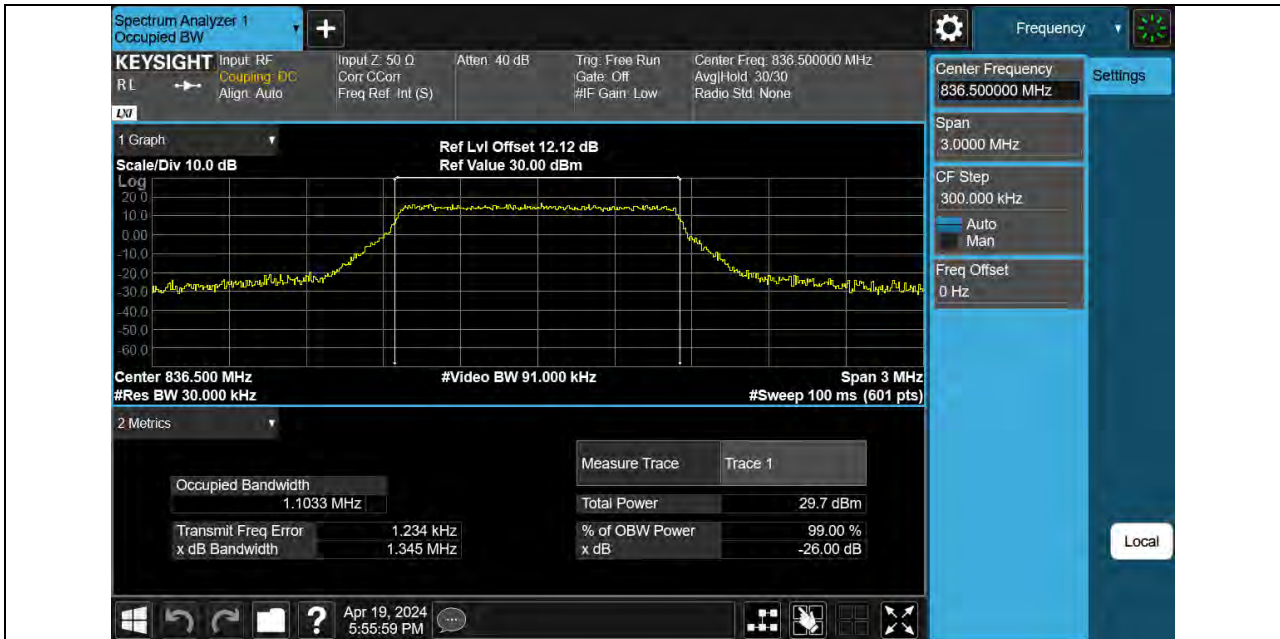 Spectrum Analyzer 1
Occupied BW
Frequency
KEYSIGHT
RL
LXI
Input: RF
Coupling: DC
Align: Auto
Input Z: 50 Ω
Corr CCorr
Freq Ref: Int (S)
Atten: 40 dB
Trig: Free Run
Gate: Off
#IF Gain: Low
Center Freq: 836.500000 MHz
Avg|Hold: 30/30
Radio Std: None
1 Graph
Scale/Div 10.0 dB
Ref Lvl Offset 12.12 dB
Ref Value 30.00 dBm
Log
20.0
10.0
0.00
-10.0
-20.0
-30.0
-40.0
-50.0
-60.0
Center 836.500 MHz
#Video BW 91.000 kHz
Span 3 MHz
#Res BW 30.000 kHz
#Sweep 100 ms (601 pts)
2 Metrics
Occupied Bandwidth
1.1033 MHz
Transmit Freq Error 1.234 kHz
x dB Bandwidth 1.345 MHz
Measure Trace Trace 1
Total Power 29.7 dBm
% of OBW Power 99.00 %
x dB -26.00 dB
Center Frequency
836.500000 MHz
Settings
Span
3.0000 MHz
CF Step
300.000 kHz
Auto
Man
Freq Offset
0 Hz
Local
?
Apr 19, 2024
5:55:59 PM